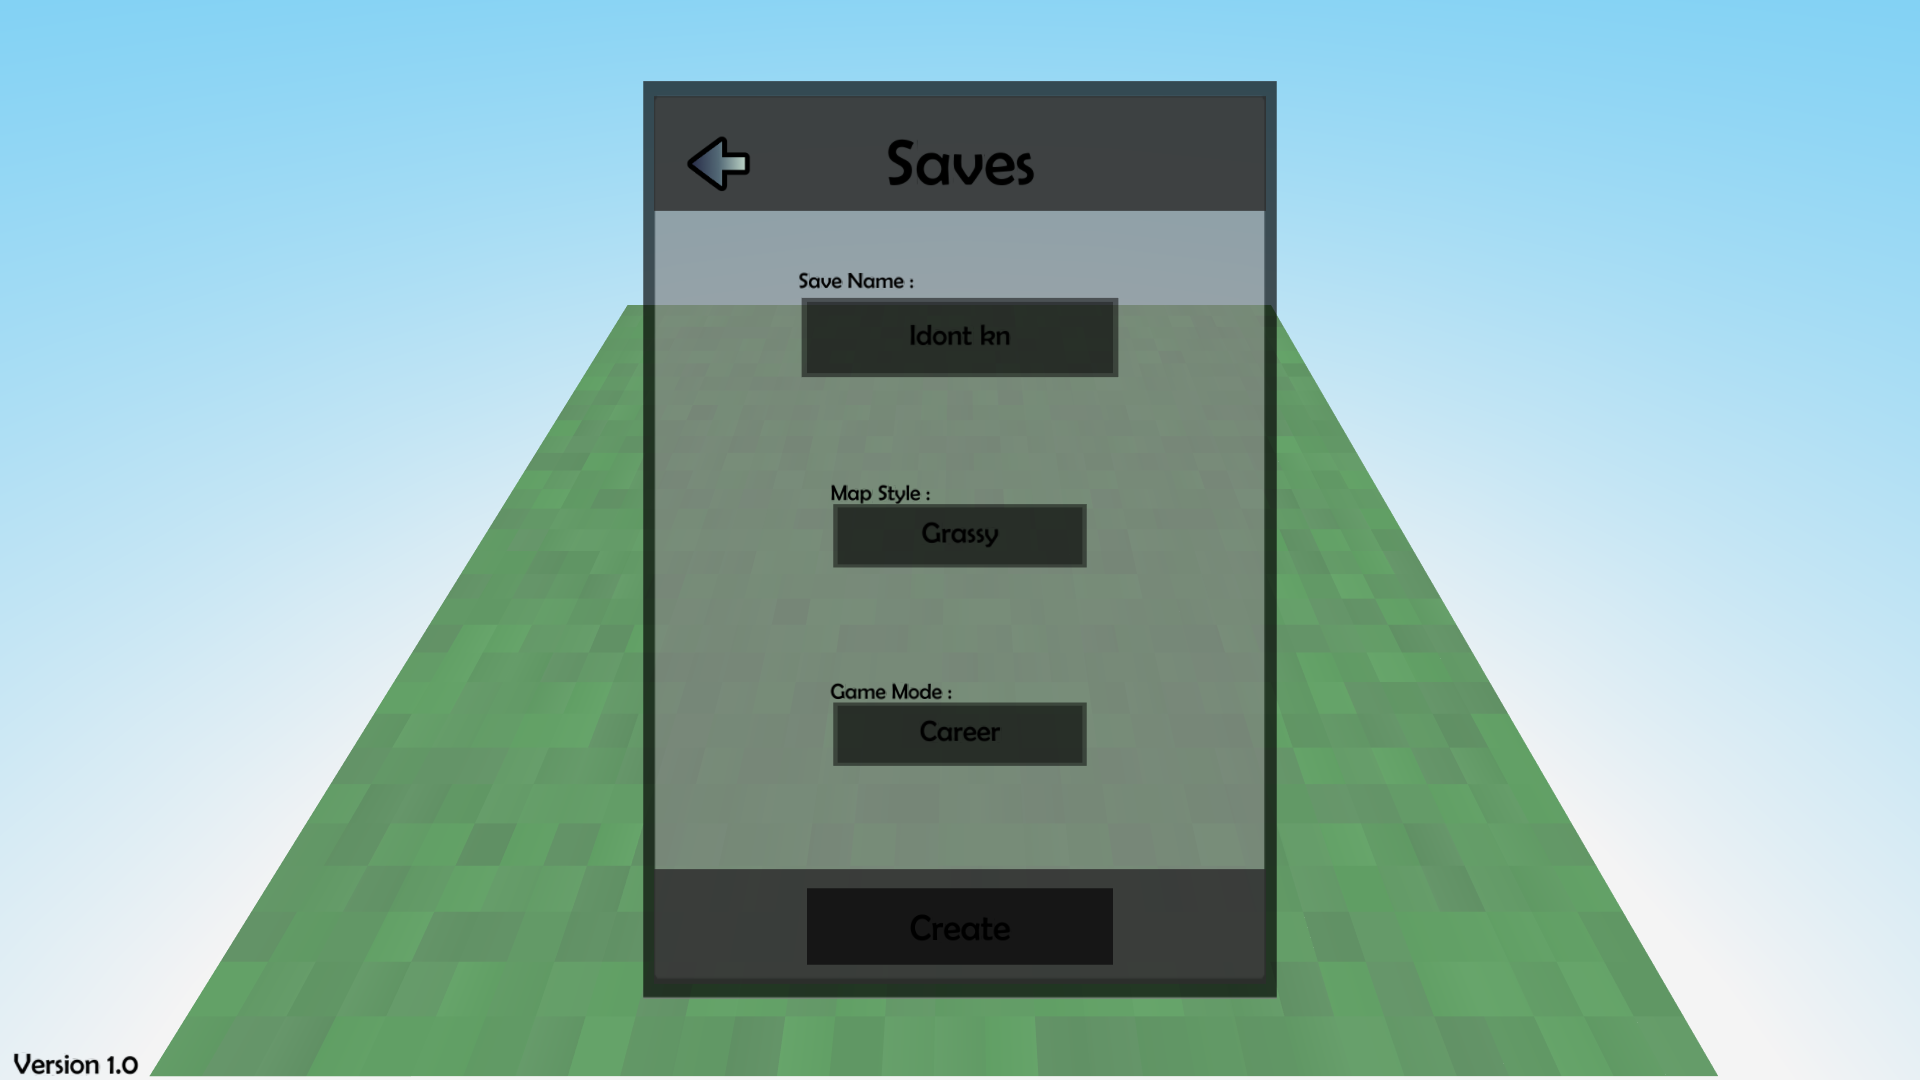 Saves
Save Name :
Idont kn
Map Style :
Grassy
Game Mode :
Career
Create
Version 1.0